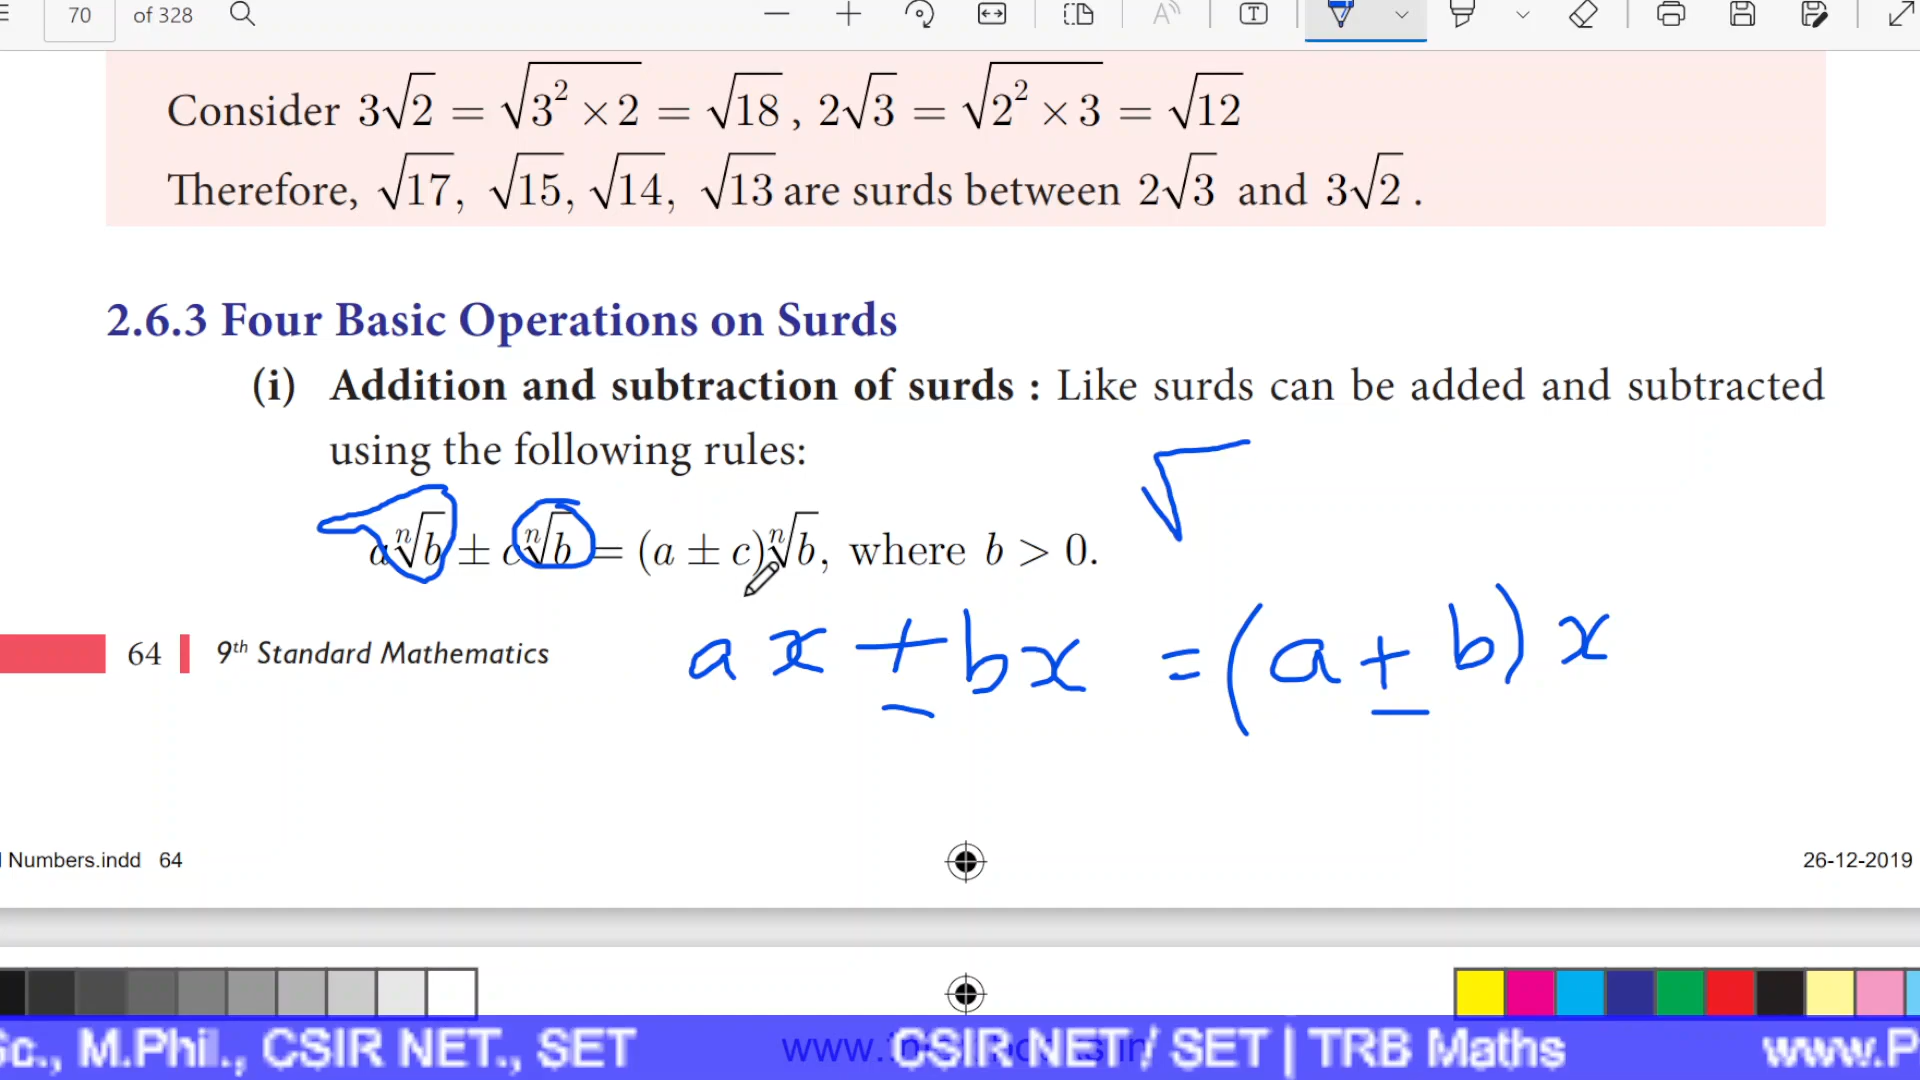 70 of 328
Consider 3√2 = √(3² × 2) = √18, 2√3 = √(2² × 3) = √12
Therefore, √17, √15, √14, √13 are surds between 2√3 and 3√2.
2.6.3 Four Basic Operations on Surds
(i) Addition and subtraction of surds : Like surds can be added and subtracted
using the following rules:
a ⁿ√b ± c ⁿ√b = (a ± c) ⁿ√b, where b > 0.
√
ax ± bx = (a ± b) x
64 9th Standard Mathematics
Numbers.indd 64 26-12-2019
c., M.Phil., CSIR NET., SET www. CSIR NET / SET | TRB Maths www.P